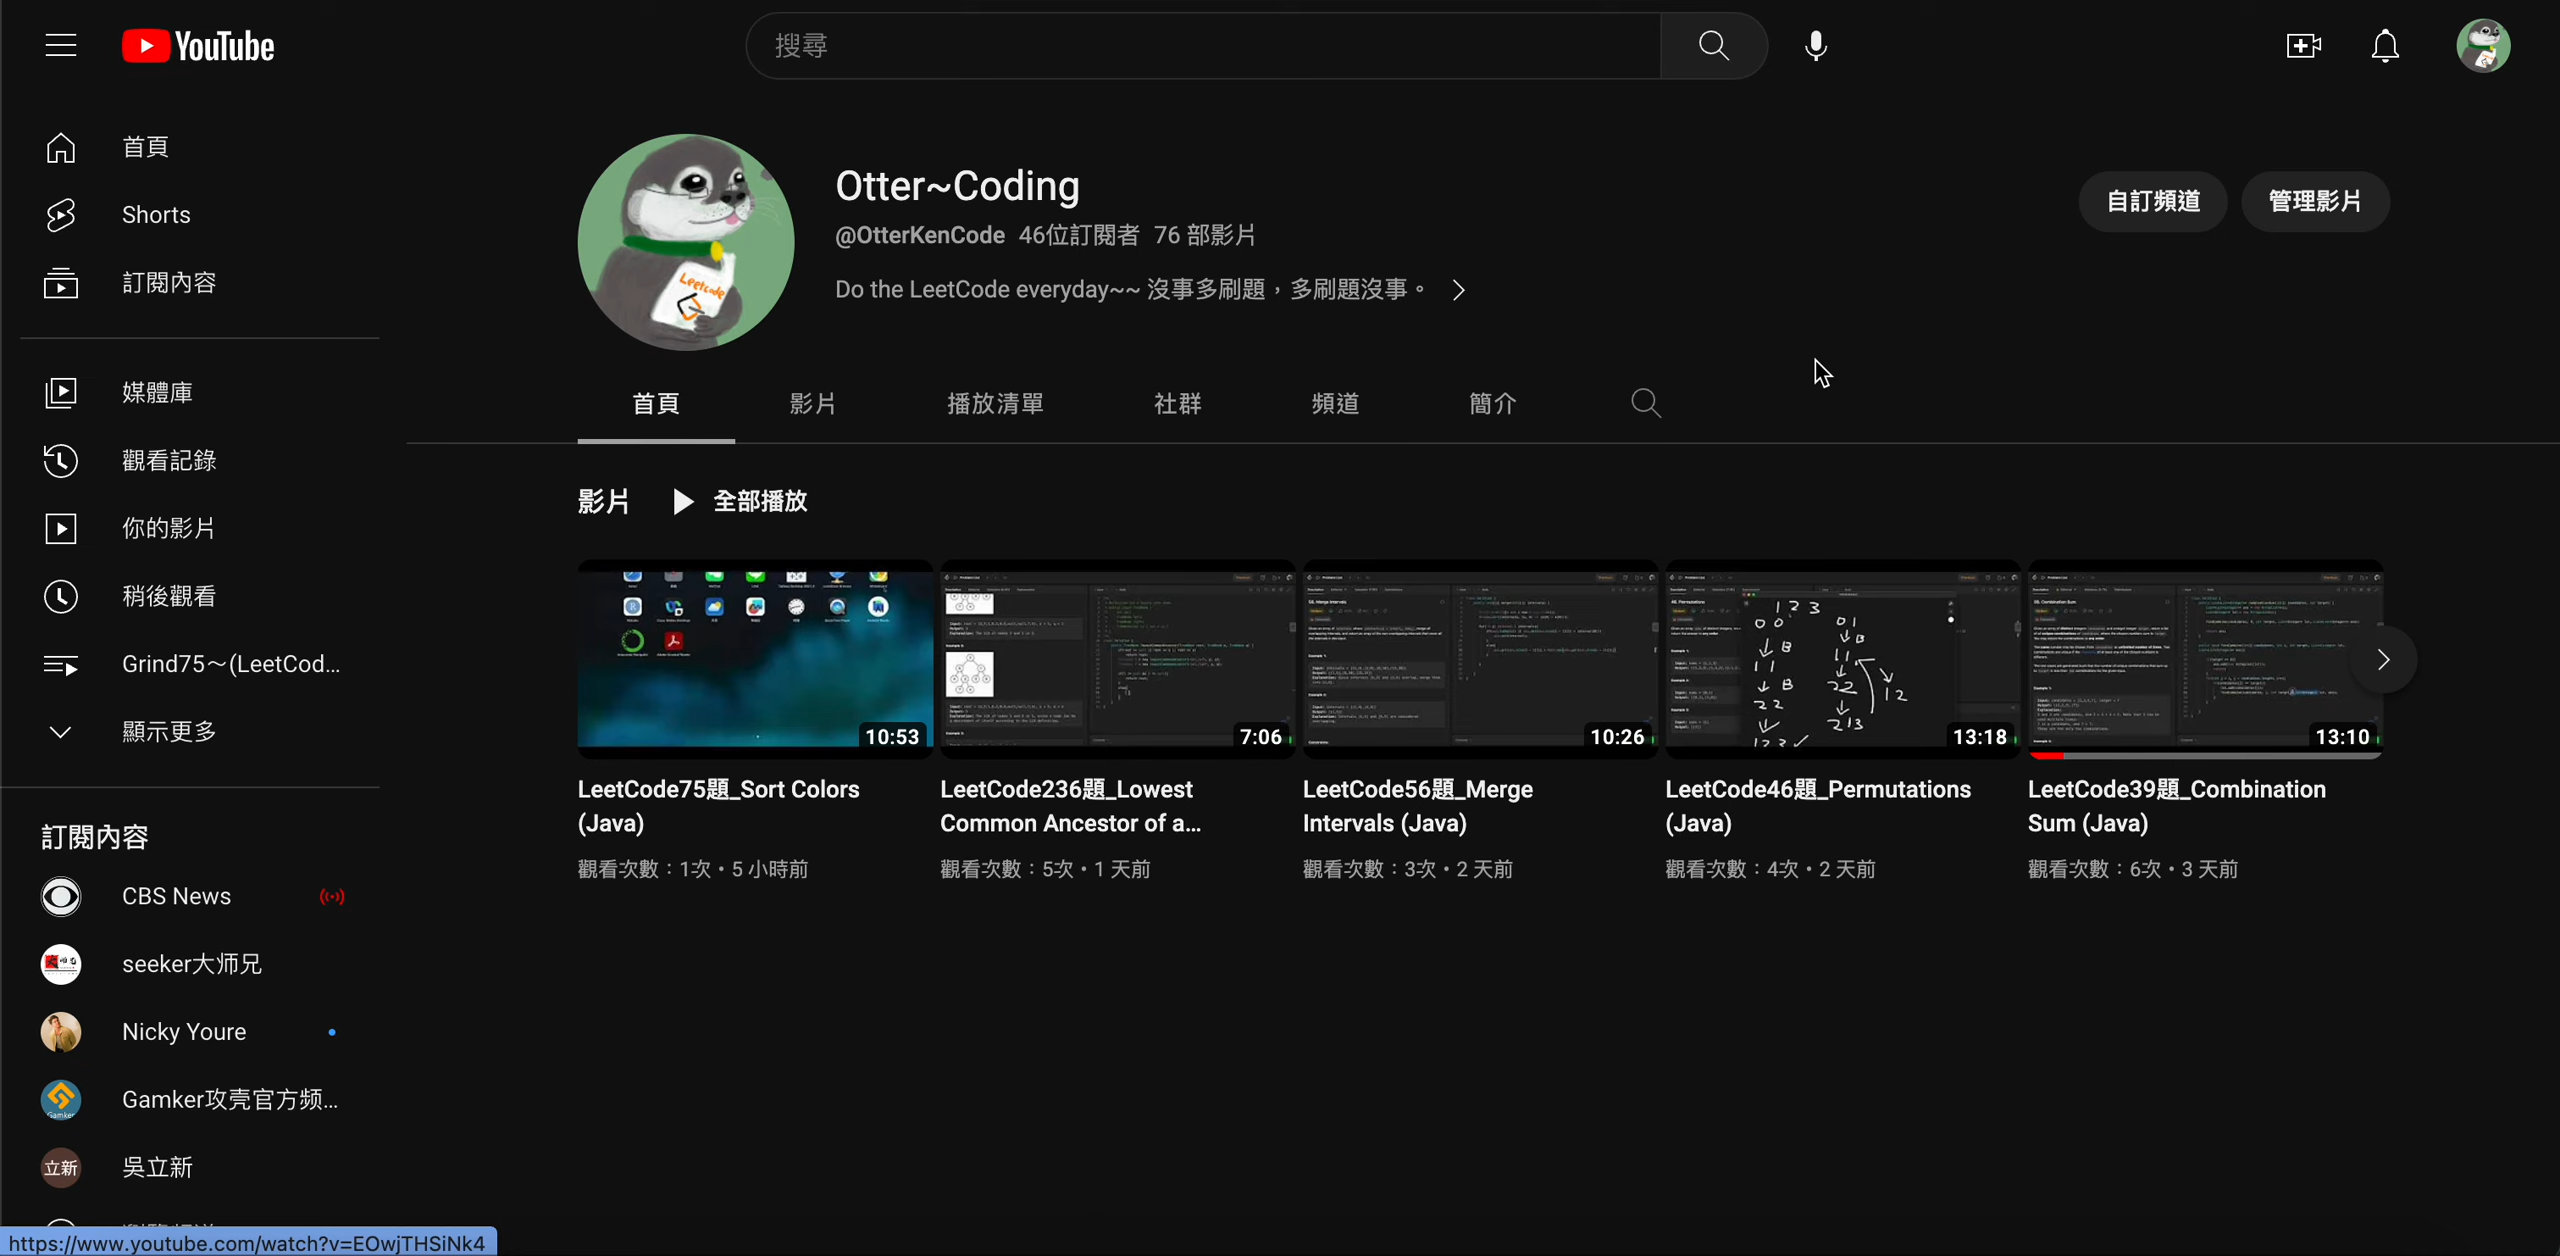 YouTube
搜尋
首頁
Shorts
訂閱內容
媒體庫
觀看記錄
你的影片
稍後觀看
Grind75～(LeetCod...
顯示更多
訂閱內容
CBS News
seeker大师兄
Nicky Youre
Gamker攻壳官方频...
立新
吳立新
https://www.youtube.com/watch?v=EOwjTHSiNk4
Leetcode
Otter~Coding
@OtterKenCode 46位訂閱者 76 部影片
Do the LeetCode everyday~~ 沒事多刷題，多刷題沒事。
自訂頻道
管理影片
首頁
影片
播放清單
社群
頻道
簡介
影片
全部播放
10:53
LeetCode75題_Sort Colors
(Java)
觀看次數：1次・5 小時前
7:06
LeetCode236題_Lowest
Common Ancestor of a...
觀看次數：5次・1 天前
10:26
LeetCode56題_Merge
Intervals (Java)
觀看次數：3次・2 天前
13:18
LeetCode46題_Permutations
(Java)
觀看次數：4次・2 天前
13:10
LeetCode39題_Combination
Sum (Java)
觀看次數：6次・3 天前